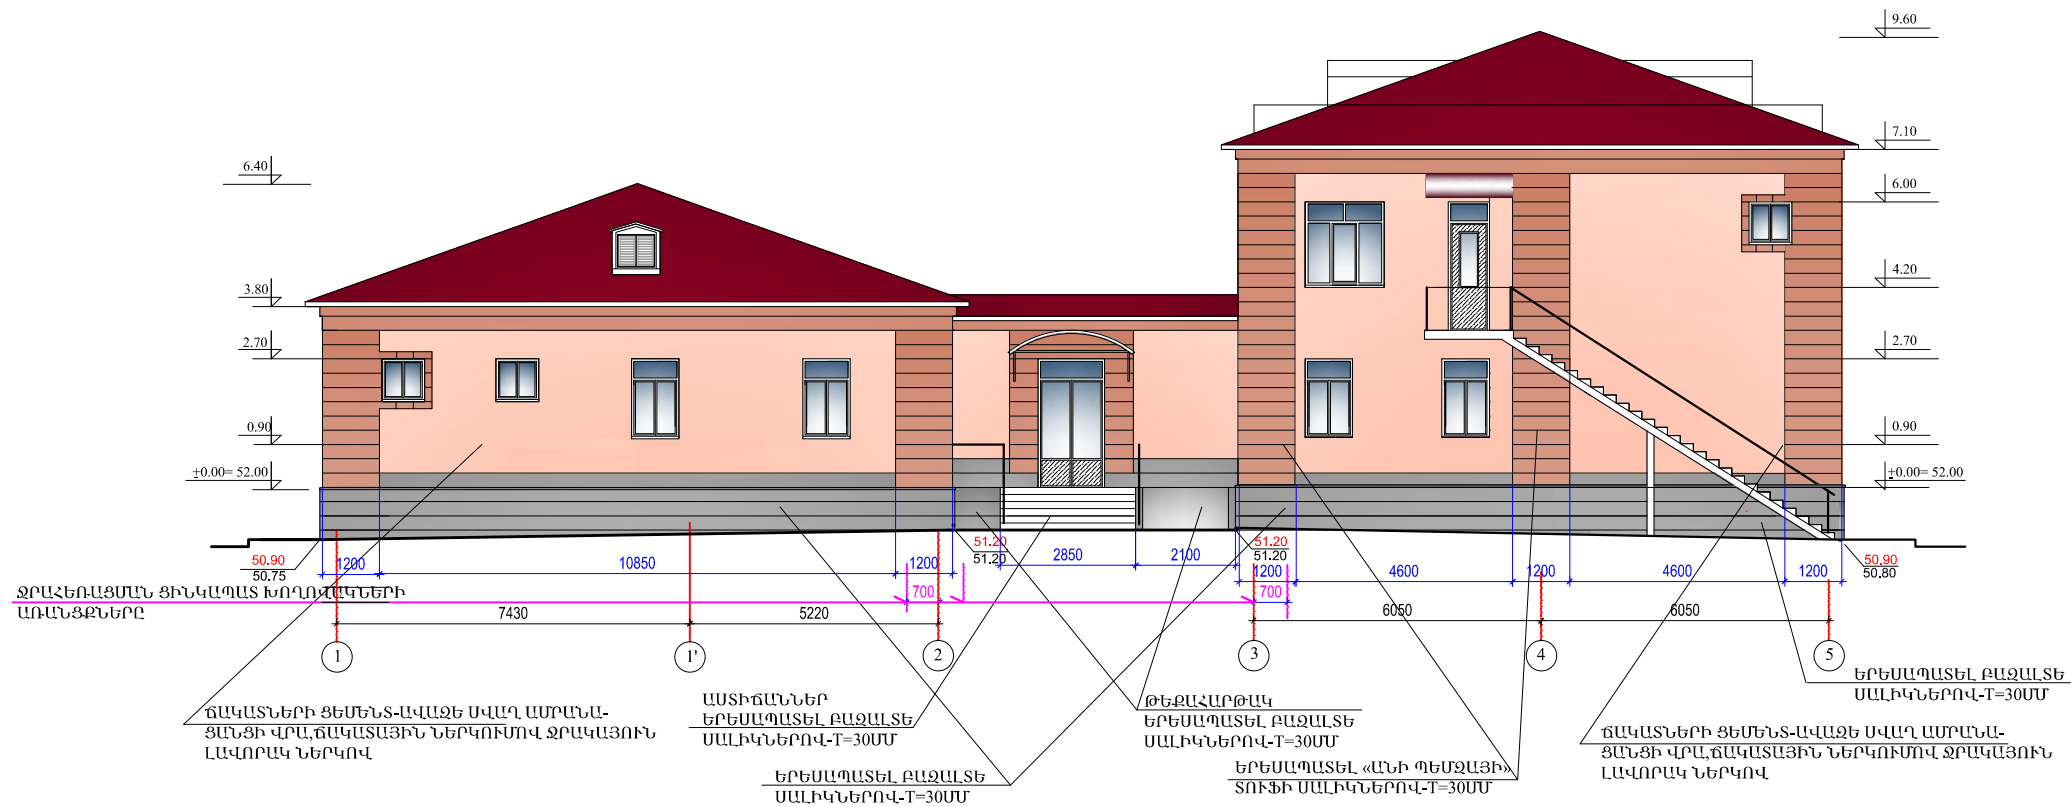 9.60
7.10
6.40
6.00
4.20
3.80
2.70
2.70
0.90
0.90
±0.00= 52.00
±0.00= 52.00
50.90
50.75
1200
10850
1200
51.20
51.20
2850
2100
51.20
51.20
1200
4600
1200
4600
1200
50.90
50.80
ՋՐԱՀԵՌԱՑՄԱՆ ՑԻՆԿԱՊԱՏ ԽՈՂՈՎԱԿՆԵՐԻ
ԱՌԱՆՑՔՆԵՐԸ
700
700
7430
5220
6050
6050
1
1'
2
3
4
5
ՃԱԿԱՏՆԵՐԻ ՑԵՄԵՆՏ-ԱՎԱԶԵ ՍՎԱՂ ԱՄՐԱՆԱ-
ՑԱՆՑԻ ՎՐԱ,ՃԱԿԱՏԱՅԻՆ ՆԵՐԿՈՒՄՈՎ ՋՐԱԿԱՅՈՒՆ
ԼԱՎՈՐԱԿ ՆԵՐԿՈՎ
ԱՍՏԻՃԱՆՆԵՐ
ԵՐԵՍԱՊԱՏԵԼ ԲԱԶԱԼՏԵ
ՍԱԼԻԿՆԵՐՈՎ-T=30ՄՄ
ԵՐԵՍԱՊԱՏԵԼ ԲԱԶԱԼՏԵ
ՍԱԼԻԿՆԵՐՈՎ-T=30ՄՄ
ԹԵՔԱՀԱՐԹԱԿ
ԵՐԵՍԱՊԱՏԵԼ ԲԱԶԱԼՏԵ
ՍԱԼԻԿՆԵՐՈՎ-T=30ՄՄ
ԵՐԵՍԱՊԱՏԵԼ «ԱՆԻ ՊԵՄԶԱՅԻ»
ՏՈՒՖԻ ՍԱԼԻԿՆԵՐՈՎ-T=30ՄՄ
ԵՐԵՍԱՊԱՏԵԼ ԲԱԶԱԼՏԵ
ՍԱԼԻԿՆԵՐՈՎ-T=30ՄՄ
ՃԱԿԱՏՆԵՐԻ ՑԵՄԵՆՏ-ԱՎԱԶԵ ՍՎԱՂ ԱՄՐԱՆԱ-
ՑԱՆՑԻ ՎՐԱ,ՃԱԿԱՏԱՅԻՆ ՆԵՐԿՈՒՄՈՎ ՋՐԱԿԱՅՈՒՆ
ԼԱՎՈՐԱԿ ՆԵՐԿՈՎ